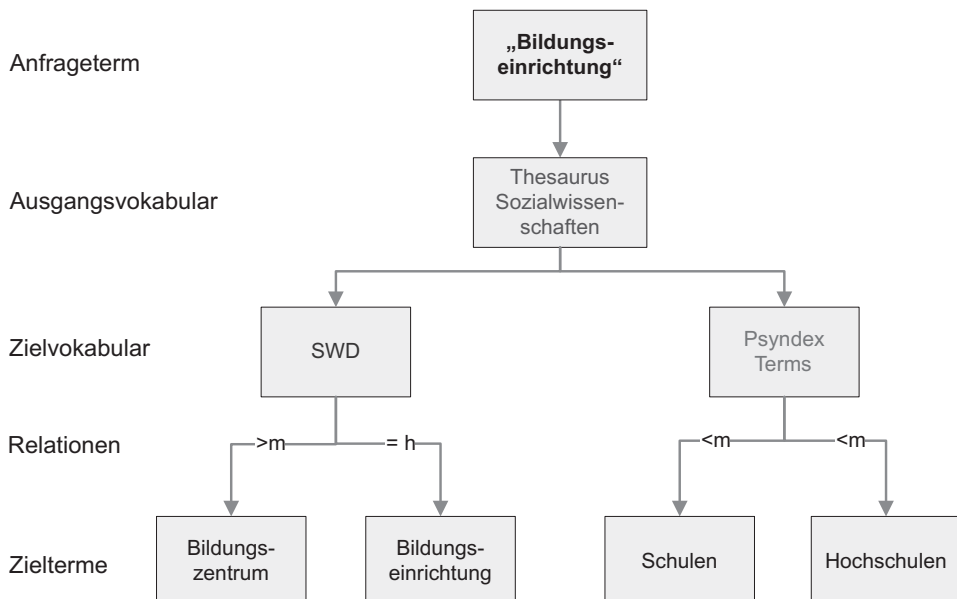 Anfrageterm
„Bildungs-
einrichtung“
Ausgangsvokabular
Thesaurus
Sozialwissen-
schaften
Zielvokabular
SWD
Psyndex
Terms
Relationen
>m
= h
<m
<m
Zielterme
Bildungs-
zentrum
Bildungs-
einrichtung
Schulen
Hochschulen